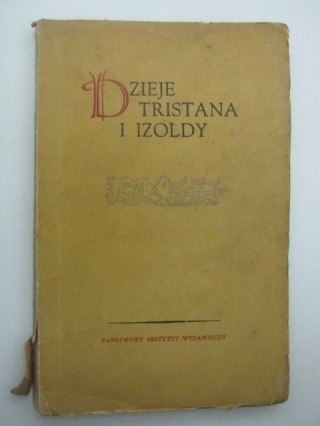 DZIEJE
TRISTANA
I IZOLDY
PAŃSTWOWY INSTYTUT WYDAWNICZY